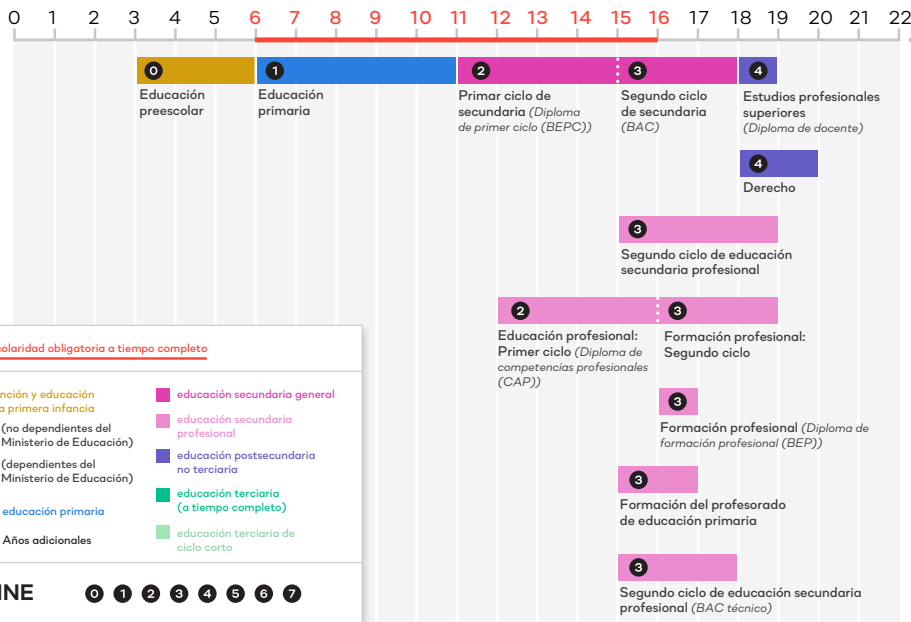 0 1 2 3 4 5 6 7 8 9 10 11 12 13 14 15 16 17 18 19 20 21 22
0 1 2 3 4
Educación
preescolar
Educación
primaria
Primar ciclo de
secundaria (Diploma
de primer ciclo (BEPC))
Segundo ciclo
de secundaria
(BAC)
Estudios profesionales
superiores
(Diploma de docente)
4
Derecho
3
Segundo ciclo de educación
secundaria profesional
2 3
Educación profesional:
Primer ciclo (Diploma de
competencias profesionales
(CAP))
Formación profesional:
Segundo ciclo
3
Formación profesional (Diploma de
formación profesional (BEP))
3
Formación del profesorado
de educación primaria
3
Segundo ciclo de educación secundaria
profesional (BAC técnico)
colaridad obligatoria a tiempo completo
nción y educación
a primera infancia
(no dependientes del
Ministerio de Educación)
(dependientes del
Ministerio de Educación)
educación primaria
Años adicionales
educación secundaria general
educación secundaria
profesional
educación postsecundaria
no terciaria
educación terciaria
(a tiempo completo)
educación terciaria de
ciclo corto
INE 0 1 2 3 4 5 6 7